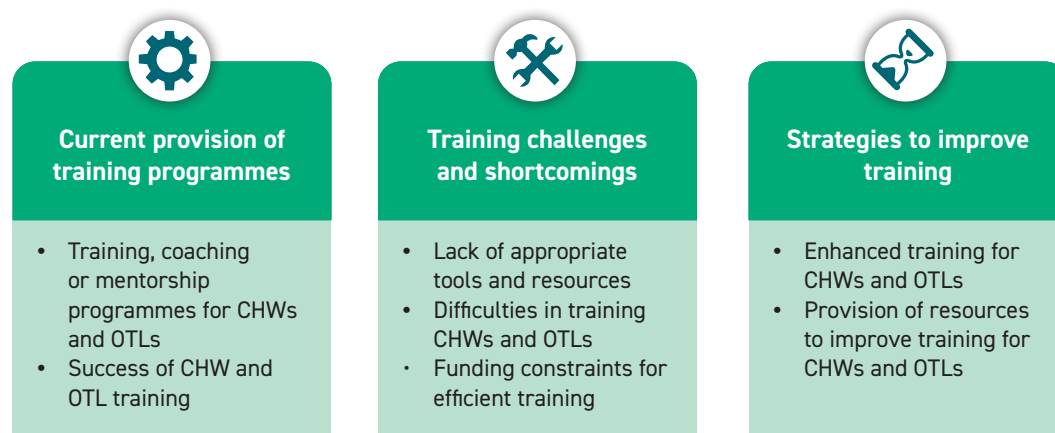 Current provision of
training programmes
• Training, coaching
or mentorship
programmes for CHWs
and OTLs
• Success of CHW and
OTL training
Training challenges
and shortcomings
• Lack of appropriate
tools and resources
• Difficulties in training
CHWs and OTLs
· Funding constraints for
efficient training
Strategies to improve
training
• Enhanced training for
CHWs and OTLs
• Provision of resources
to improve training for
CHWs and OTLs